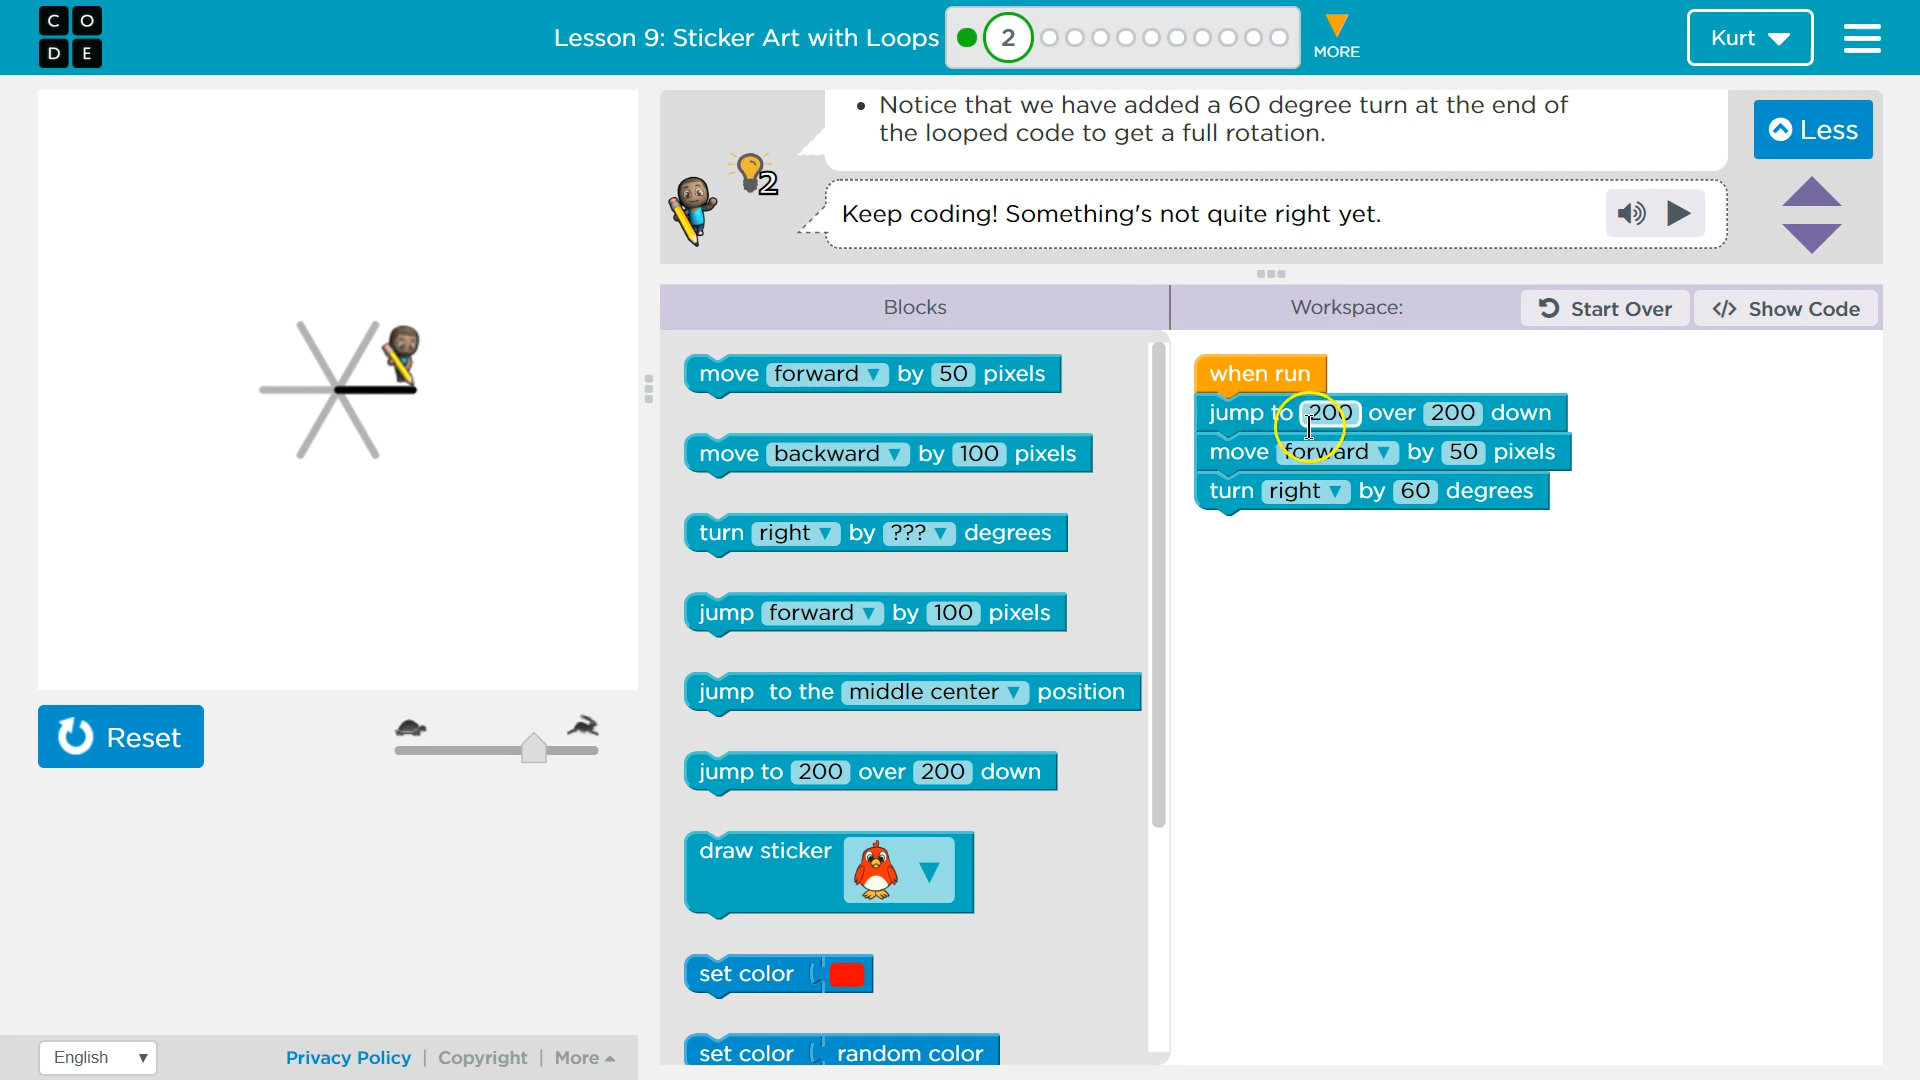 C O
D E
Lesson 9: Sticker Art with Loops
2
MORE
Kurt
Notice that we have added a 60 degree turn at the end of
the looped code to get a full rotation.
Less
2
Keep coding! Something's not quite right yet.
Blocks
Workspace:
Start Over
</> Show Code
move forward ▼ by 50 pixels
move backward ▼ by 100 pixels
turn right ▼ by ??? ▼ degrees
jump forward ▼ by 100 pixels
jump to the middle center ▼ position
jump to 200 over 200 down
draw sticker ▼
set color
set color random color
when run
jump to 200 over 200 down
move forward ▼ by 50 pixels
turn right ▼ by 60 degrees
Reset
English ▼
Privacy Policy | Copyright | More